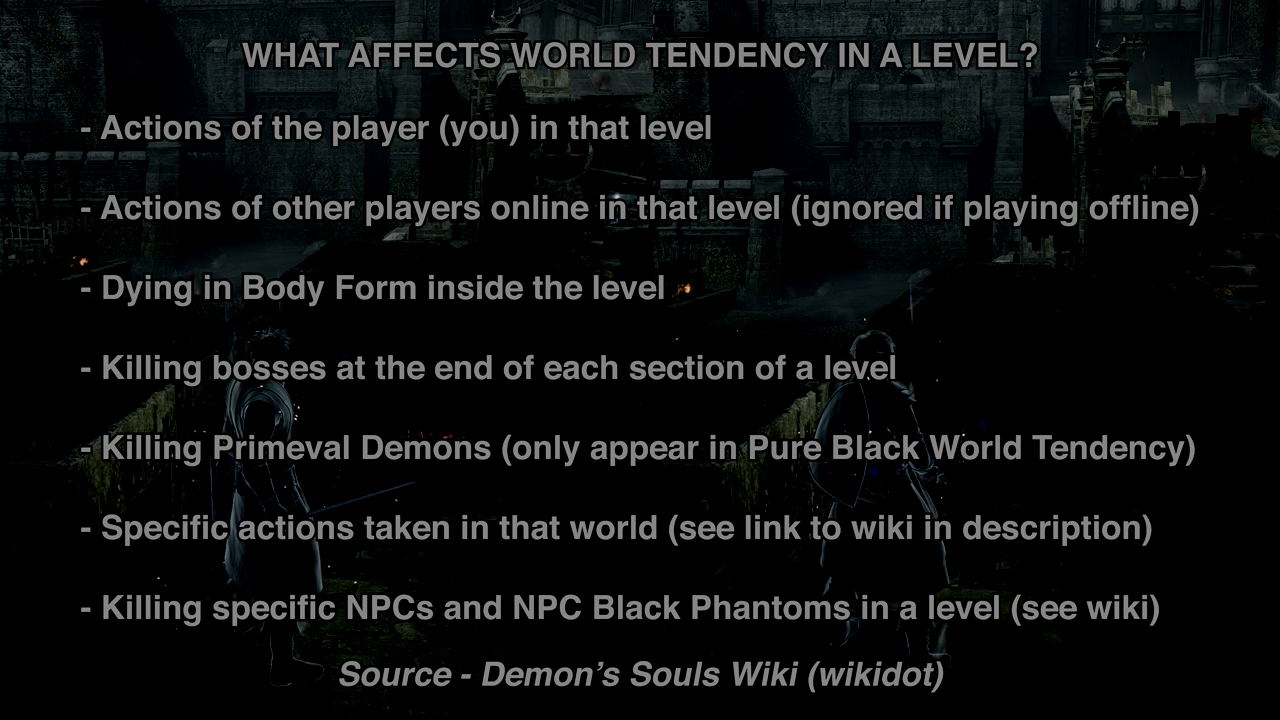 WHAT AFFECTS WORLD TENDENCY IN A LEVEL?
- Actions of the player (you) in that level
- Actions of other players online in that level (ignored if playing offline)
- Dying in Body Form inside the level
- Killing bosses at the end of each section of a level
- Killing Primeval Demons (only appear in Pure Black World Tendency)
- Specific actions taken in that world (see link to wiki in description)
- Killing specific NPCs and NPC Black Phantoms in a level (see wiki)
Source - Demon’s Souls Wiki (wikidot)